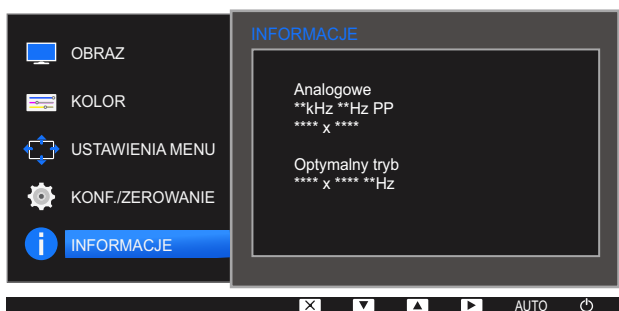 OBRAZ
KOLOR
USTAWIENIA MENU
KONF./ZEROWANIE
INFORMACJE
INFORMACJE
Analogowe
**kHz **Hz PP
**** x ****
Optymalny tryb
**** x **** **Hz
AUTO